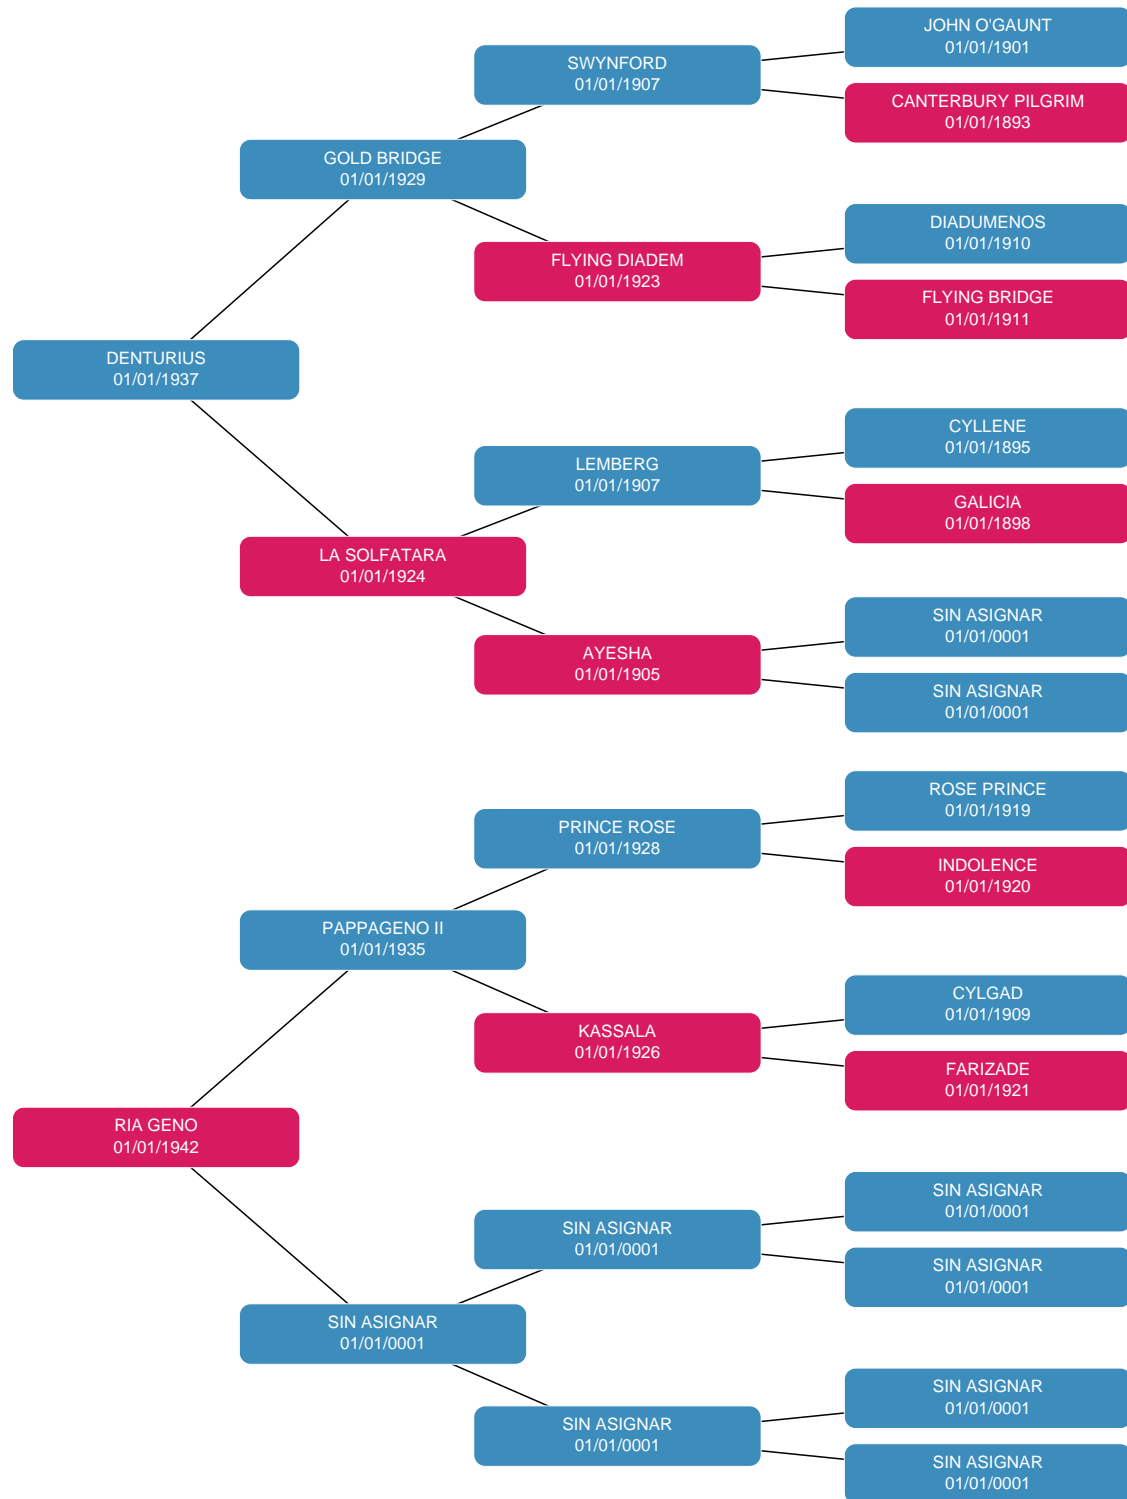 JOHN O'GAUNT
01/01/1901
SWYNFORD
01/01/1907
CANTERBURY PILGRIM
01/01/1893
GOLD BRIDGE
01/01/1929
DIADUMENOS
01/01/1910
FLYING DIADEM
01/01/1923
FLYING BRIDGE
01/01/1911
DENTURIUS
01/01/1937
CYLLENE
01/01/1895
LEMBERG
01/01/1907
GALICIA
01/01/1898
LA SOLFATARA
01/01/1924
SIN ASIGNAR
01/01/0001
AYESHA
01/01/1905
SIN ASIGNAR
01/01/0001
ROSE PRINCE
01/01/1919
PRINCE ROSE
01/01/1928
INDOLENCE
01/01/1920
PAPPAGENO II
01/01/1935
CYLGAD
01/01/1909
KASSALA
01/01/1926
FARIZADE
01/01/1921
RIA GENO
01/01/1942
SIN ASIGNAR
01/01/0001
SIN ASIGNAR
01/01/0001
SIN ASIGNAR
01/01/0001
SIN ASIGNAR
01/01/0001
SIN ASIGNAR
01/01/0001
SIN ASIGNAR
01/01/0001
SIN ASIGNAR
01/01/0001